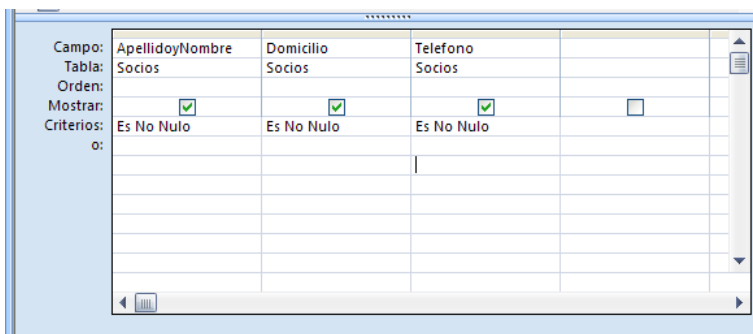 Campo: ApellidoyNombre Domicilio Telefono
Tabla: Socios Socios Socios
Orden:
Mostrar:
Criterios: Es No Nulo Es No Nulo Es No Nulo
o: